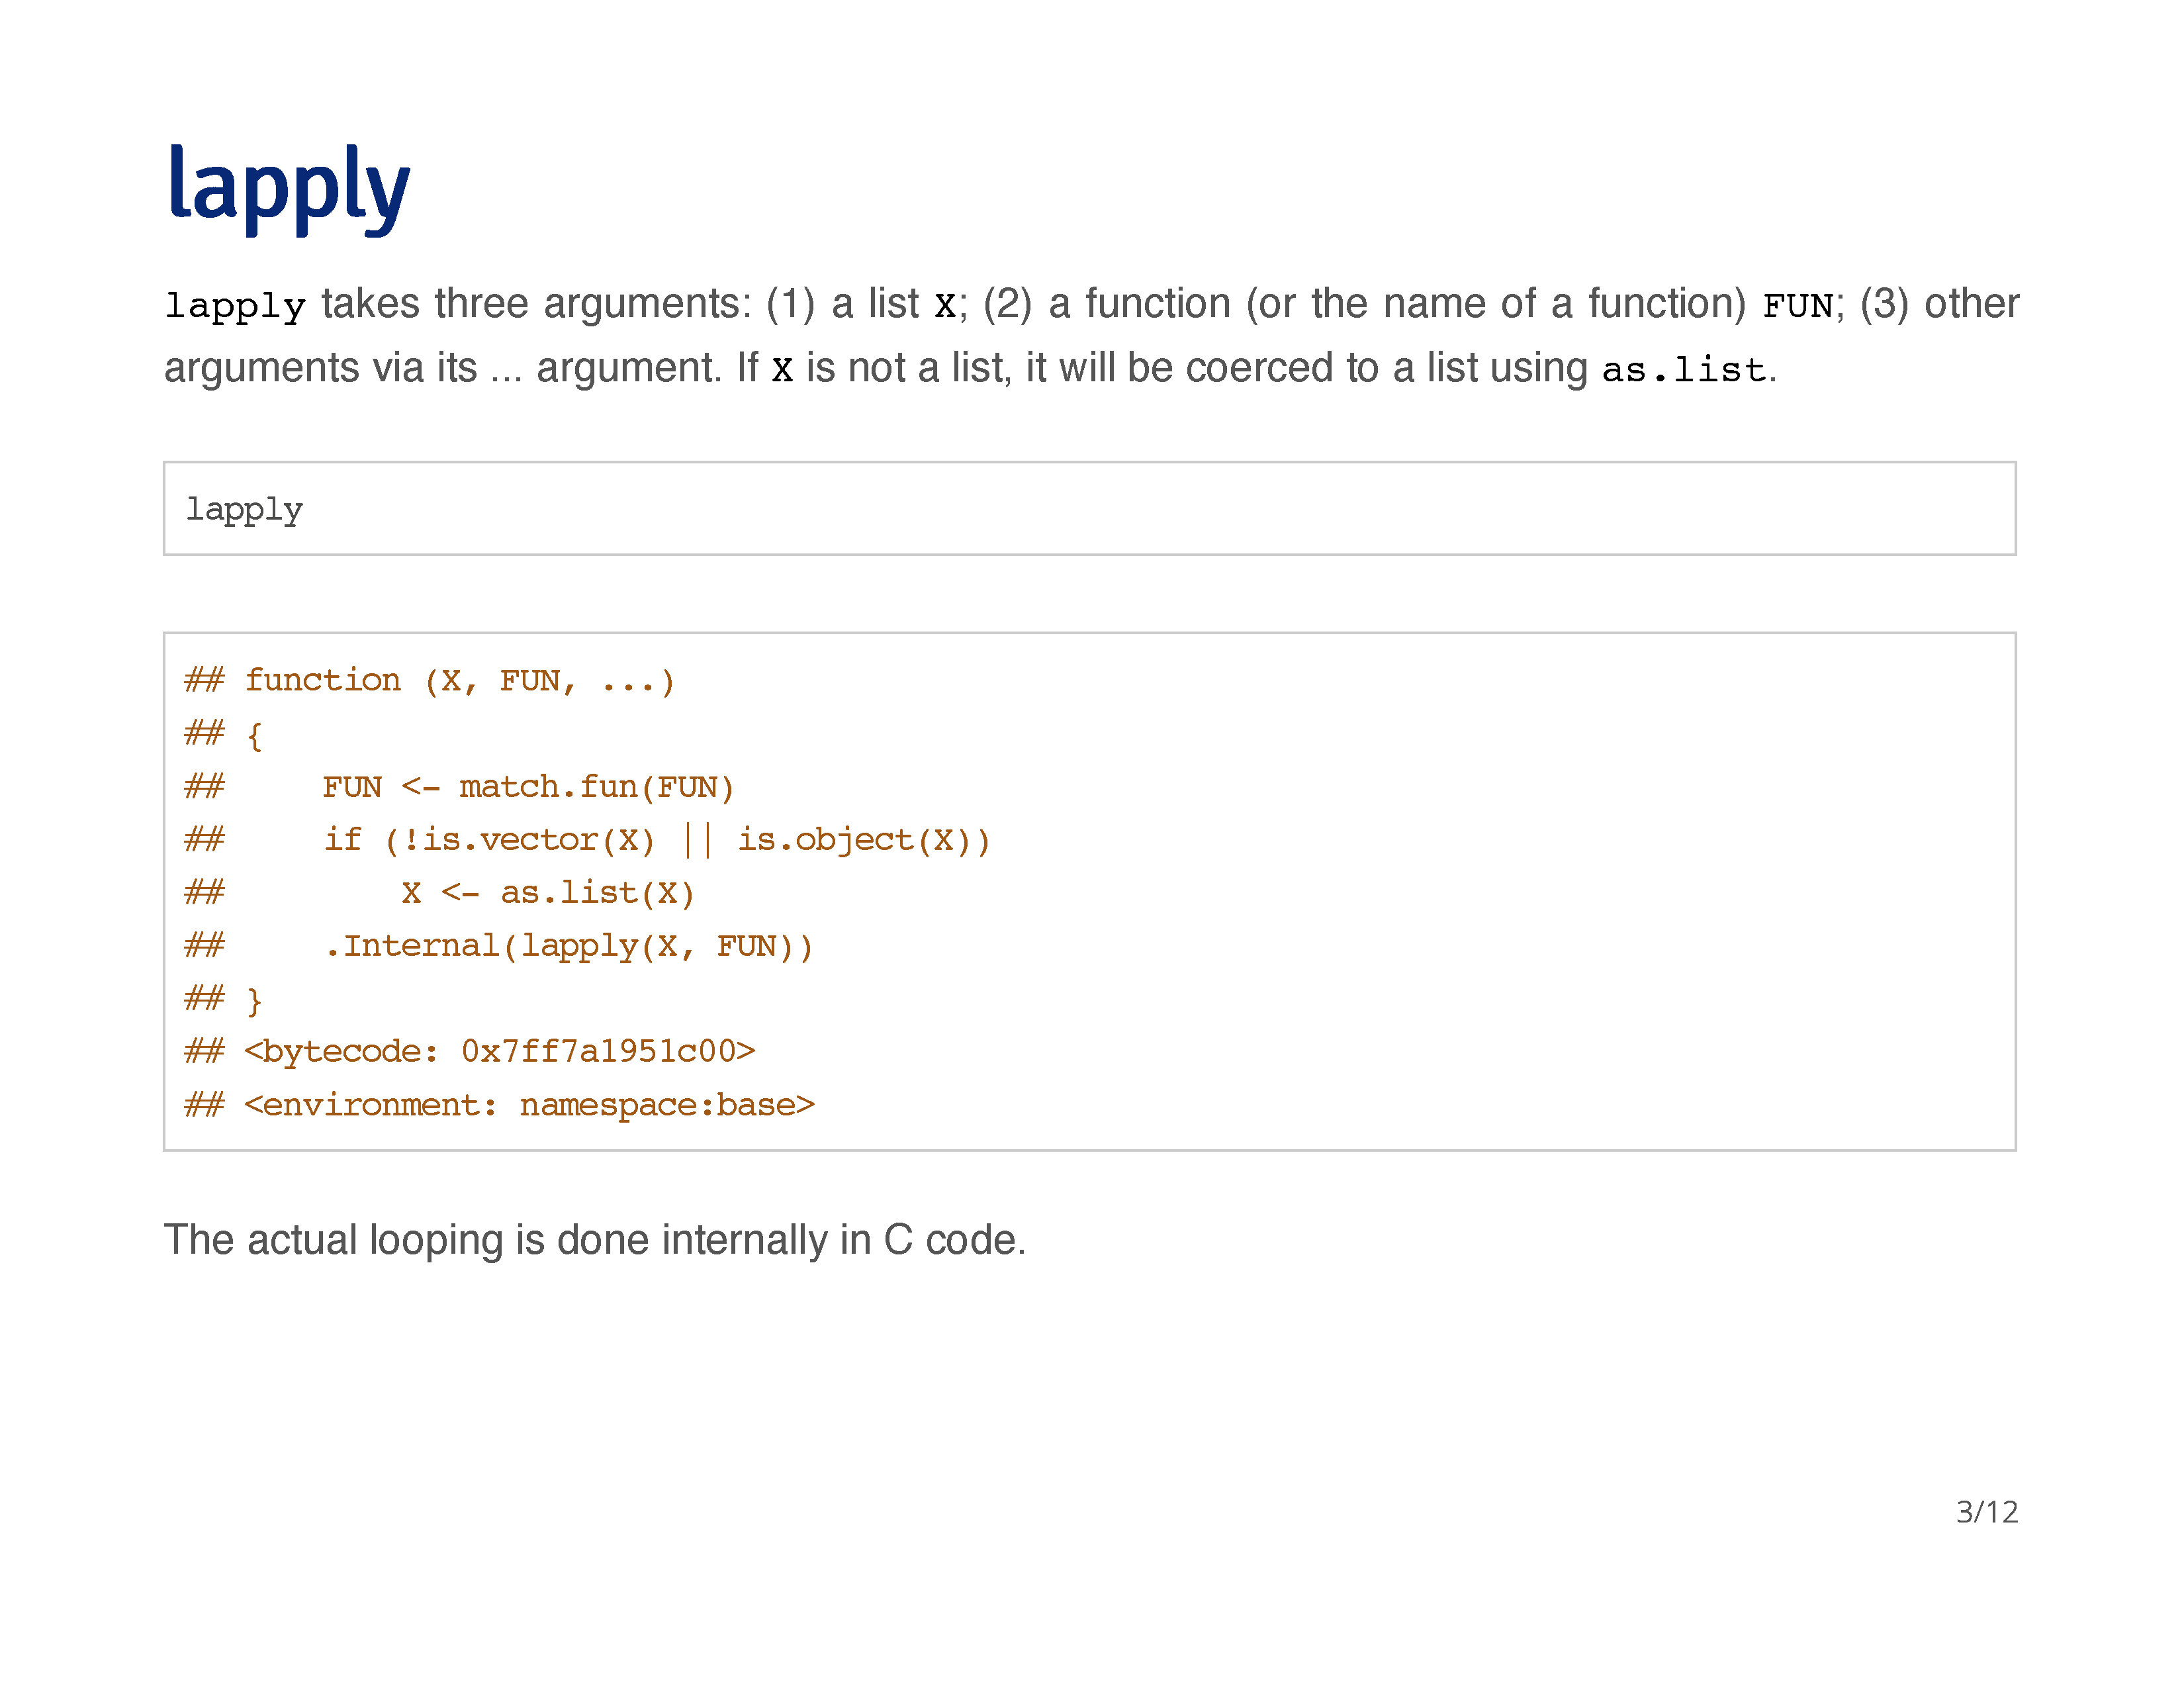 lapply
lapply takes three arguments: (1) a list X; (2) a function (or the name of a function) FUN; (3) other
arguments via its ... argument. If X is not a list, it will be coerced to a list using as.list.
lapply
## function (X, FUN, ...)
## {
##     FUN <- match.fun(FUN)
##     if (!is.vector(X) || is.object(X))
##         X <- as.list(X)
##     .Internal(lapply(X, FUN))
## }
## <bytecode: 0x7ff7a1951c00>
## <environment: namespace:base>
The actual looping is done internally in C code.
3/12